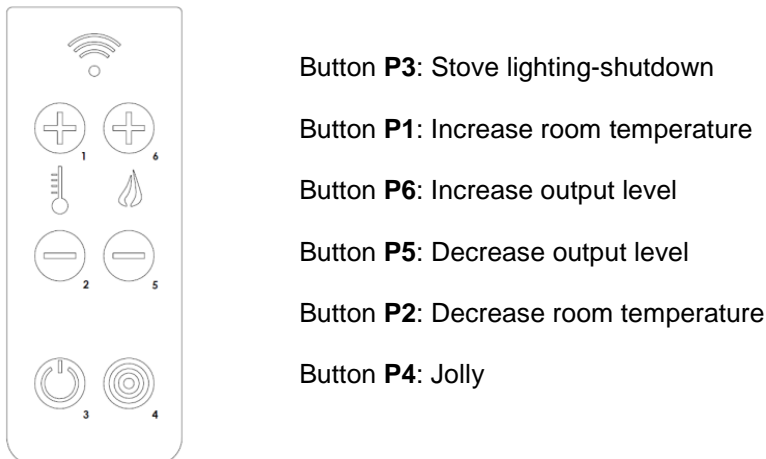 1 6
2 5
3 4
Button P3: Stove lighting-shutdown
Button P1: Increase room temperature
Button P6: Increase output level
Button P5: Decrease output level
Button P2: Decrease room temperature
Button P4: Jolly